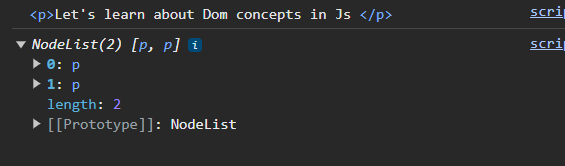 <p>Let's learn about Dom concepts in Js </p> scrip
NodeList(2) [p, p] i scrip
0: p
1: p
length: 2
[[Prototype]]: NodeList